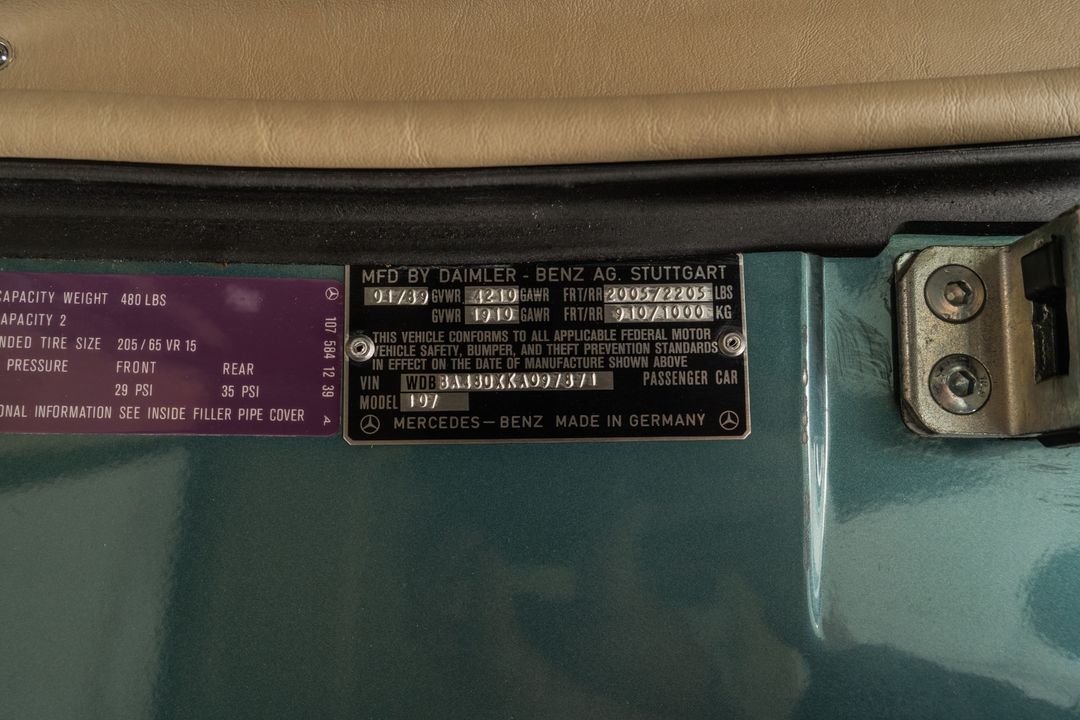 CAPACITY WEIGHT 480 LBS
APACITY 2
NDED TIRE SIZE 205/65 VR 15
PRESSURE FRONT REAR
29 PSI 35 PSI
ONAL INFORMATION SEE INSIDE FILLER PIPE COVER
107 584 12 39 A
MFD BY DAIMLER - BENZ AG. STUTTGART
01/89 GVWR 4210 GAWR FRT/RR 2005/2205 LBS
GVWR 1910 GAWR FRT/RR 910/1000 KG
THIS VEHICLE CONFORMS TO ALL APPLICABLE FEDERAL MOTOR
VEHICLE SAFETY, BUMPER, AND THEFT PREVENTION STANDARDS
IN EFFECT ON THE DATE OF MANUFACTURE SHOWN ABOVE
VIN WDBBA48DXKA097871 PASSENGER CAR
MODEL 107
MERCEDES-BENZ MADE IN GERMANY